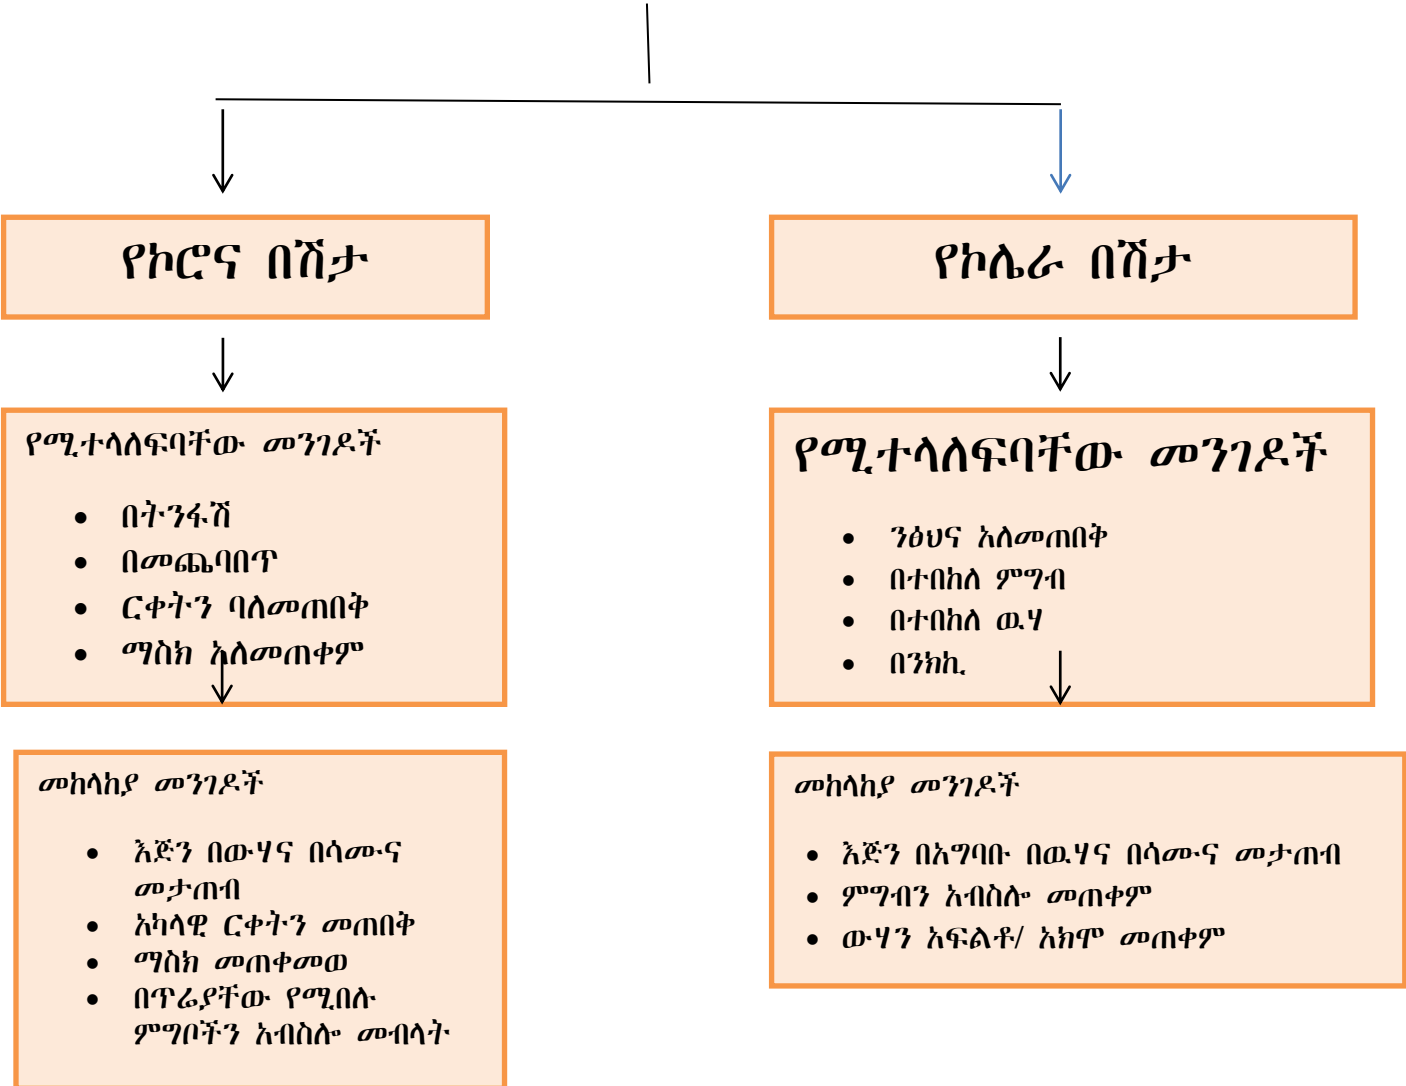 የኮሮና በሽታ
የሚተላለፍባቸው መንገዶች
• በትንፋሽ
• በመጨባበጥ
• ርቀትን ባለመጠበቅ
• ማስክ አለመጠቀም
መከላከያ መንገዶች
• እጅን በውሃና በሳሙና
መታጠብ
• አካላዊ ርቀትን መጠበቅ
• ማስክ መጠቀመወ
• በጥሬያቸው የሚበሉ
ምግቦችን አብስሎ መብላት
የኮሌራ በሽታ
የሚተላለፍባቸው መንገዶች
• ንፅህና አለመጠበቅ
• በተበከለ ምግብ
• በተበከለ ዉሃ
• በንክኪ
መከላከያ መንገዶች
• እጅን በአግባቡ በዉሃና በሳሙና መታጠብ
• ምግብን አብስሎ መጠቀም
• ውሃን አፍልቶ/ አክሞ መጠቀም